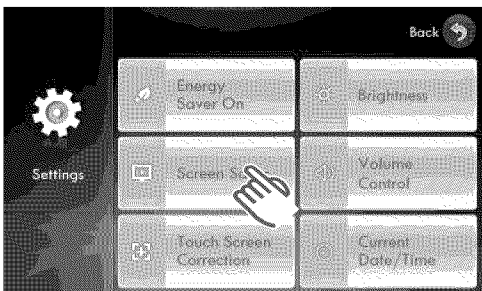 Back
Energy
Saver On
Brightness
Settings
Screen
Volume
Control
Touch Screen
Correction
Current
Date/Time